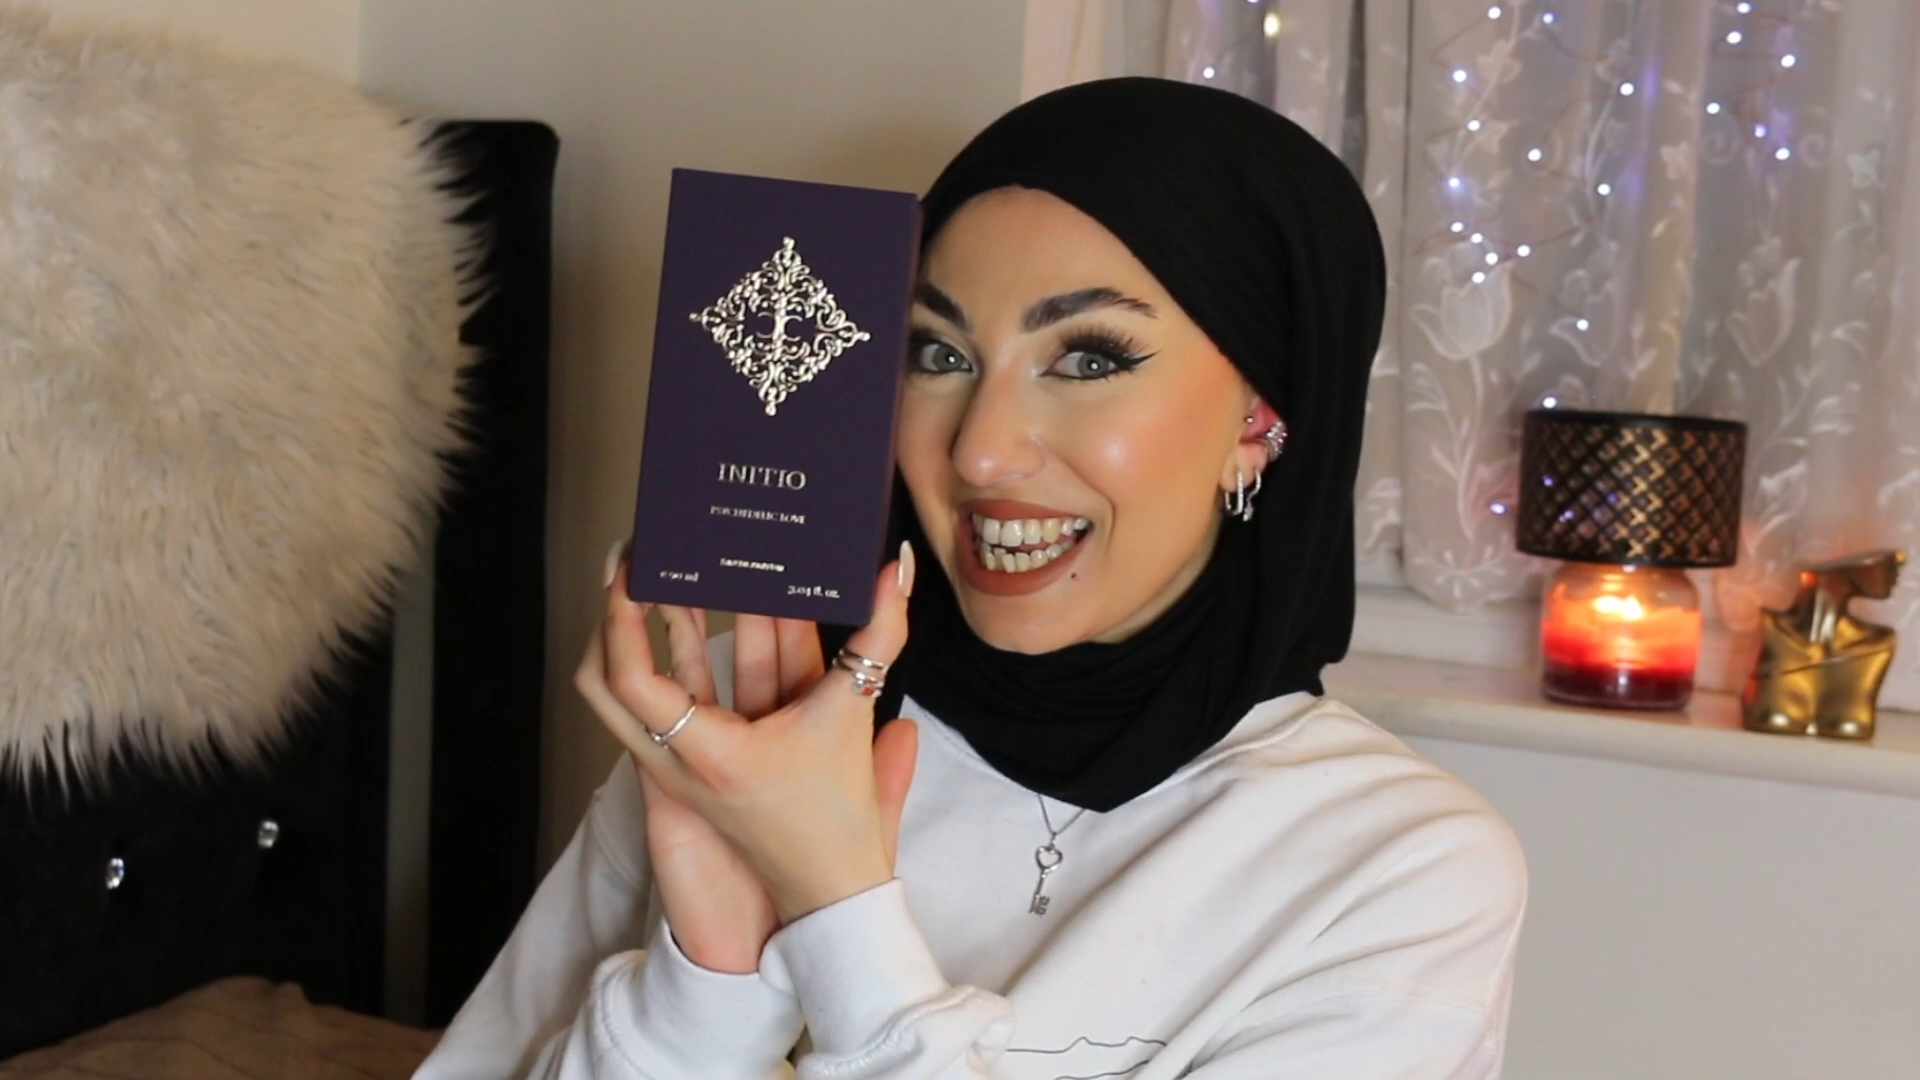 INITIO
PSYCHEDELIC LOVE
EAU DE PARFUM
e 90 ml
3.04 fl. oz.